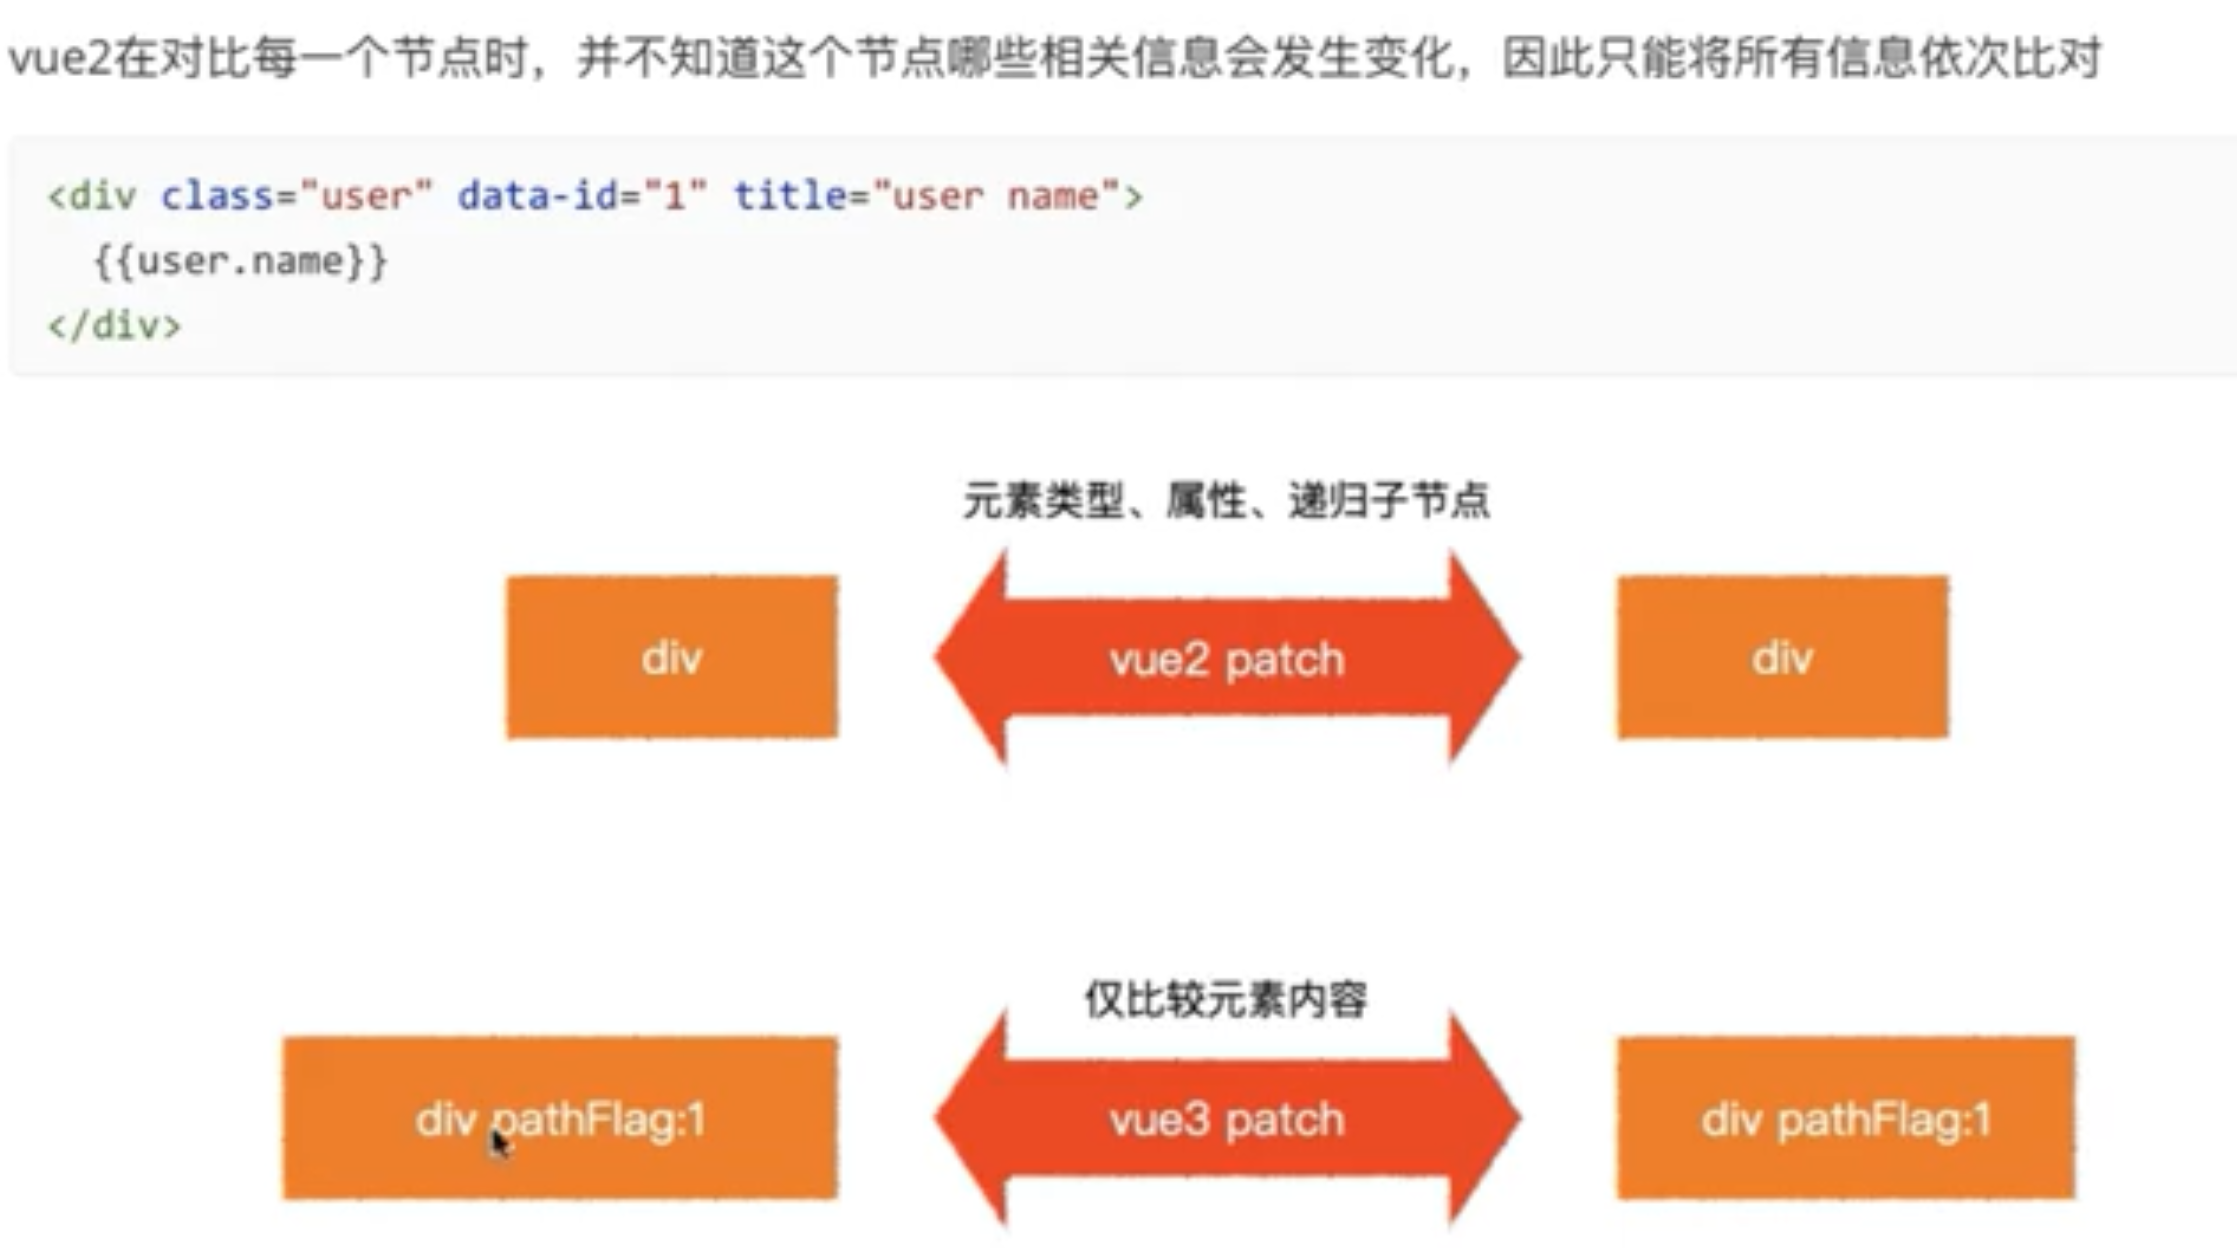 vue2在对比每一个节点时，并不知道这个节点哪些相关信息会发生变化，因此只能将所有信息依次比对
<div class="user" data-id="1" title="user name">
  {{user.name}}
</div>
元素类型、属性、递归子节点
div
vue2 patch
div
仅比较元素内容
div pathFlag:1
vue3 patch
div pathFlag:1